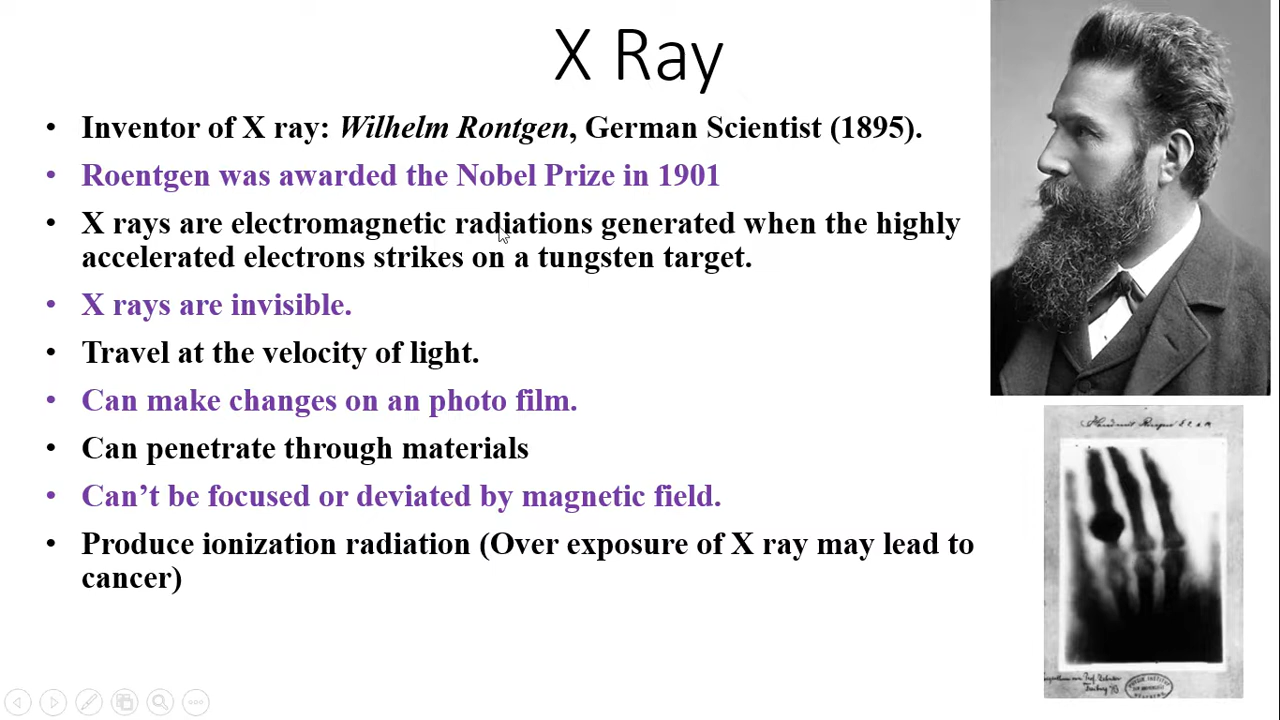 X Ray
• Inventor of X ray: Wilhelm Rontgen, German Scientist (1895).
• Roentgen was awarded the Nobel Prize in 1901
• X rays are electromagnetic radiations generated when the highly
accelerated electrons strikes on a tungsten target.
• X rays are invisible.
• Travel at the velocity of light.
• Can make changes on an photo film.
• Can penetrate through materials
• Can’t be focused or deviated by magnetic field.
• Produce ionization radiation (Over exposure of X ray may lead to
cancer)